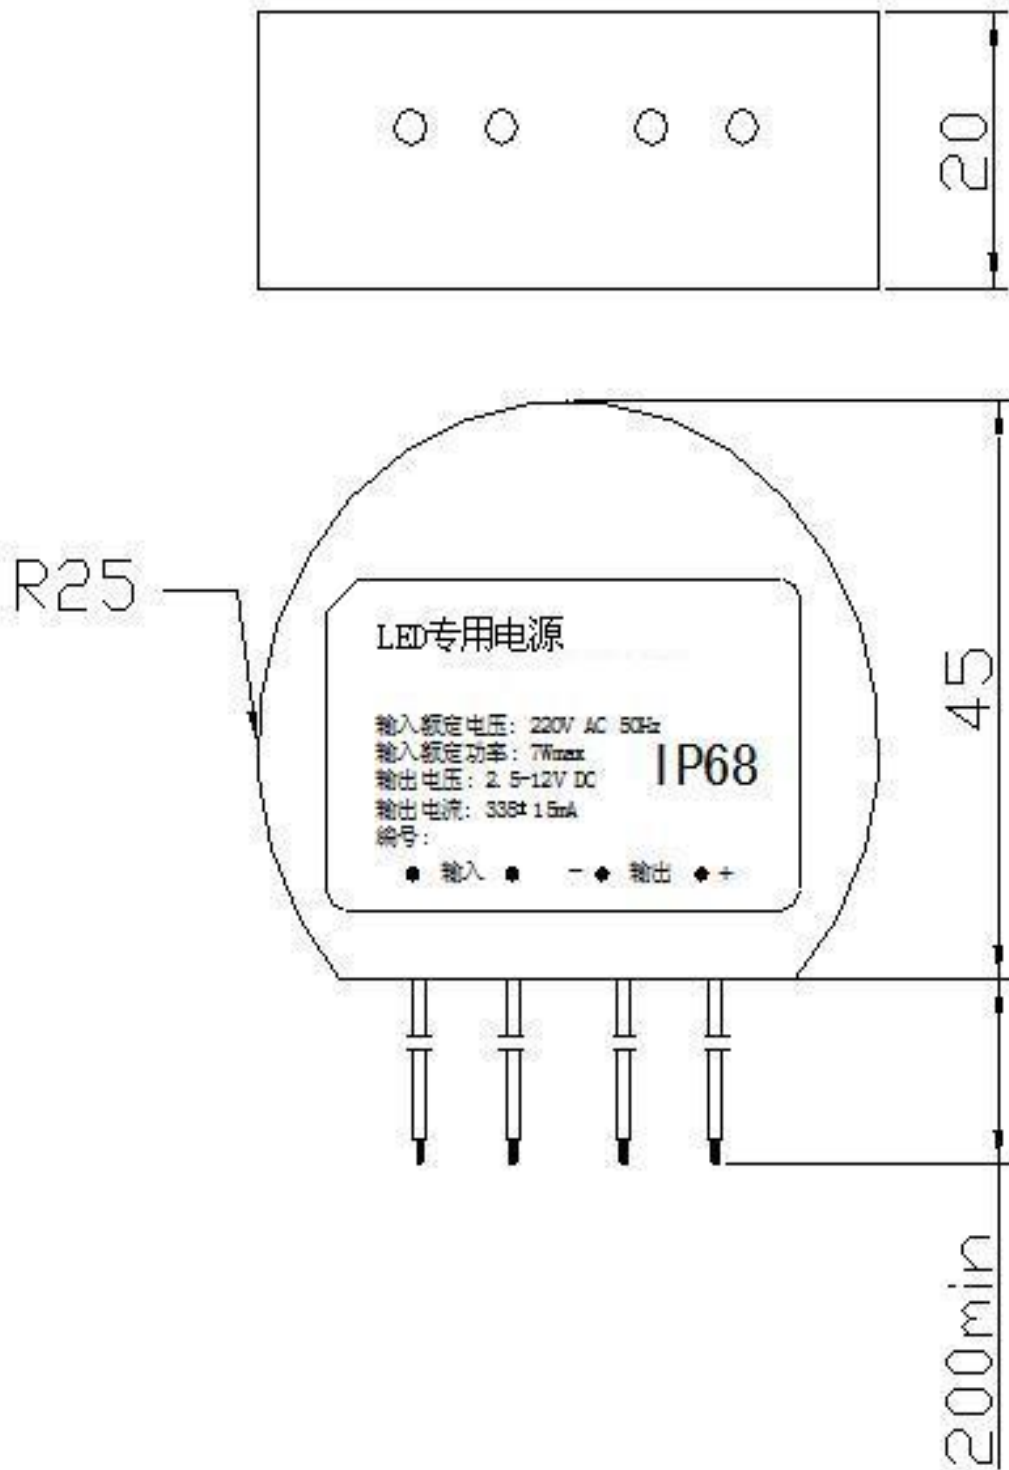 20
R25
LED专用电源
输入额定电压: 220V AC 50Hz
输入额定功率: 7Wmax
IP68
输出电压: 2.5-12V DC
输出电流: 338±15mA
编号:
输入 - 输出 +
45
200min